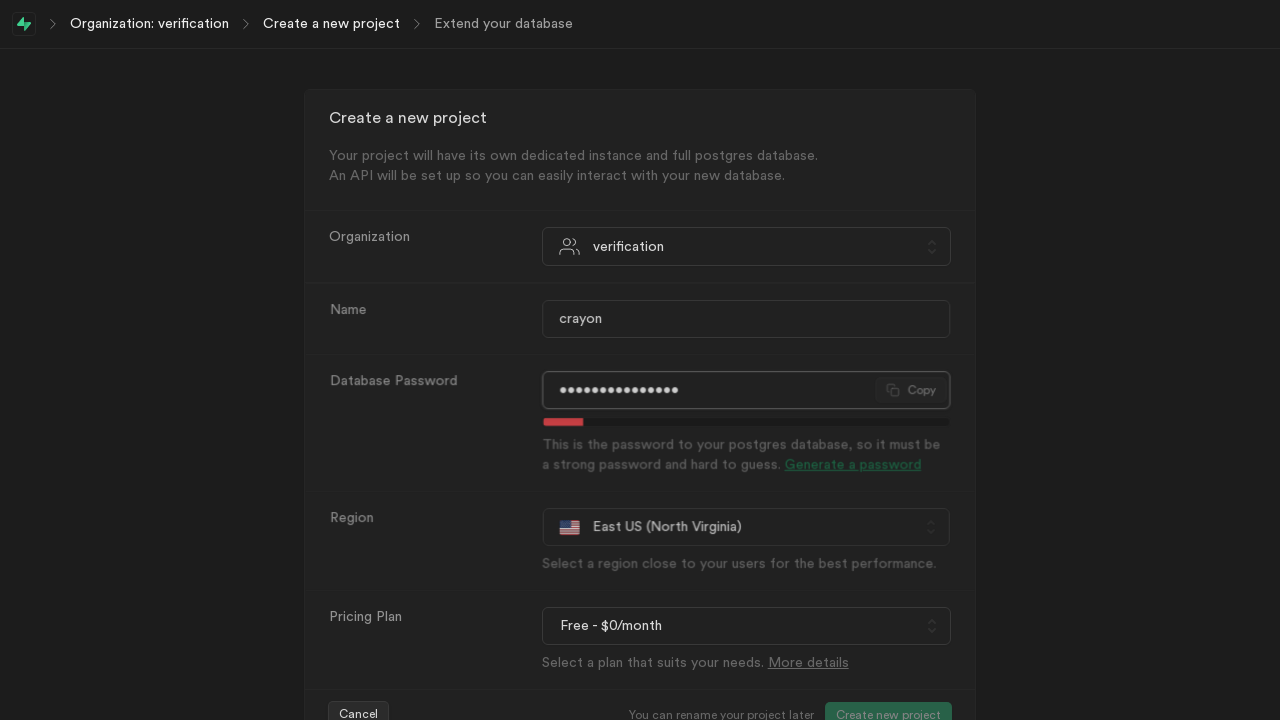 Organization: verification
Create a new project
Extend your database
Create a new project
Your project will have its own dedicated instance and full postgres database.
An API will be set up so you can easily interact with your new database.
Organization
verification
Name
crayon
Database Password
•••••••••••••••
Copy
This is the password to your postgres database, so it must be
a strong password and hard to guess. Generate a password
Region
East US (North Virginia)
Select a region close to your users for the best performance.
Pricing Plan
Free - $0/month
Select a plan that suits your needs. More details
Cancel
You can rename your project later
Create new project